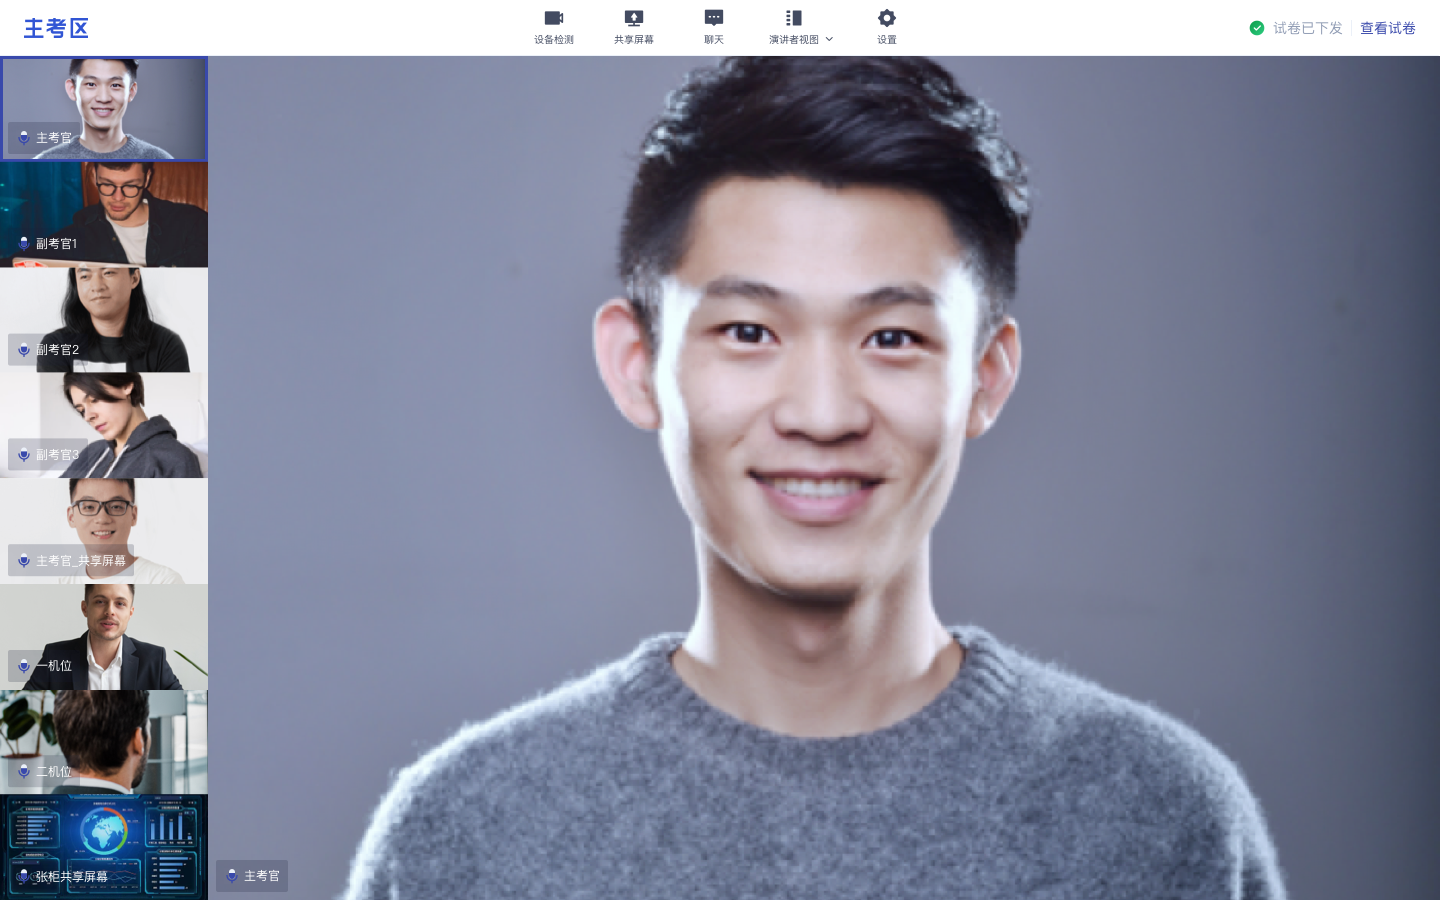 主考区
设备检测
共享屏幕
聊天
演讲者视图
设置
试卷已下发
查看试卷
主考官
副考官1
副考官2
副考官3
主考官_共享屏幕
一机位
二机位
张柜共享屏幕
主考官